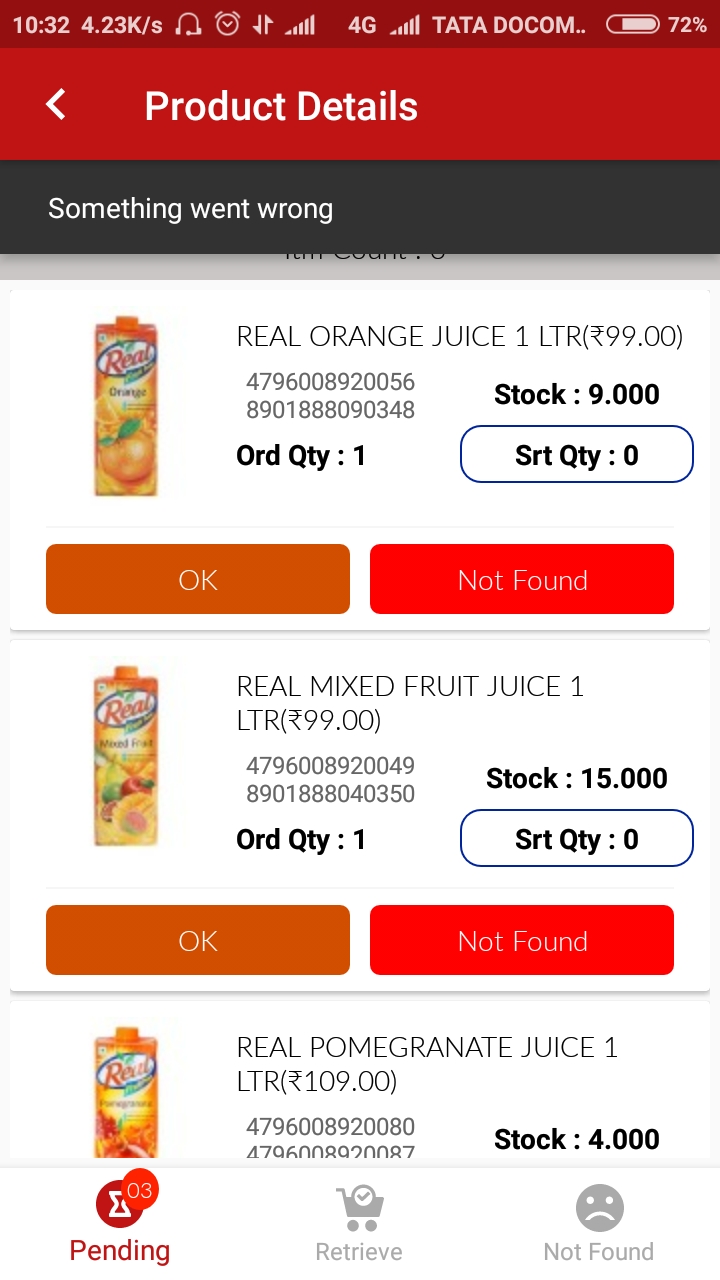 10:32 4.23K/s 4G TATA DOCOM.. 72%
Product Details
Something went wrong
REAL ORANGE JUICE 1 LTR(₹99.00)
4796008920056
8901888090348
Stock : 9.000
Ord Qty : 1
Srt Qty : 0
Real
Orange
OK
Not Found
REAL MIXED FRUIT JUICE 1
LTR(₹99.00)
4796008920049
8901888040350
Stock : 15.000
Ord Qty : 1
Srt Qty : 0
Real
Mixed Fruit
OK
Not Found
REAL POMEGRANATE JUICE 1
LTR(₹109.00)
4796008920080
4796008920087
Stock : 4.000
Real
03
Pending
Retrieve
Not Found